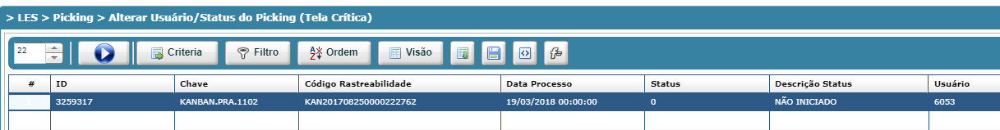 > LES > Picking > Alterar Usuário/Status do Picking (Tela Crítica)
22 Criteria Filtro Ordem Visão
# ID Chave Código Rastreabilidade Data Processo Status Descrição Status Usuário
1 3259317 KANBAN.PRA.1102 KAN201708250000222762 19/03/2018 00:00:00 0 NÃO INICIADO 6053